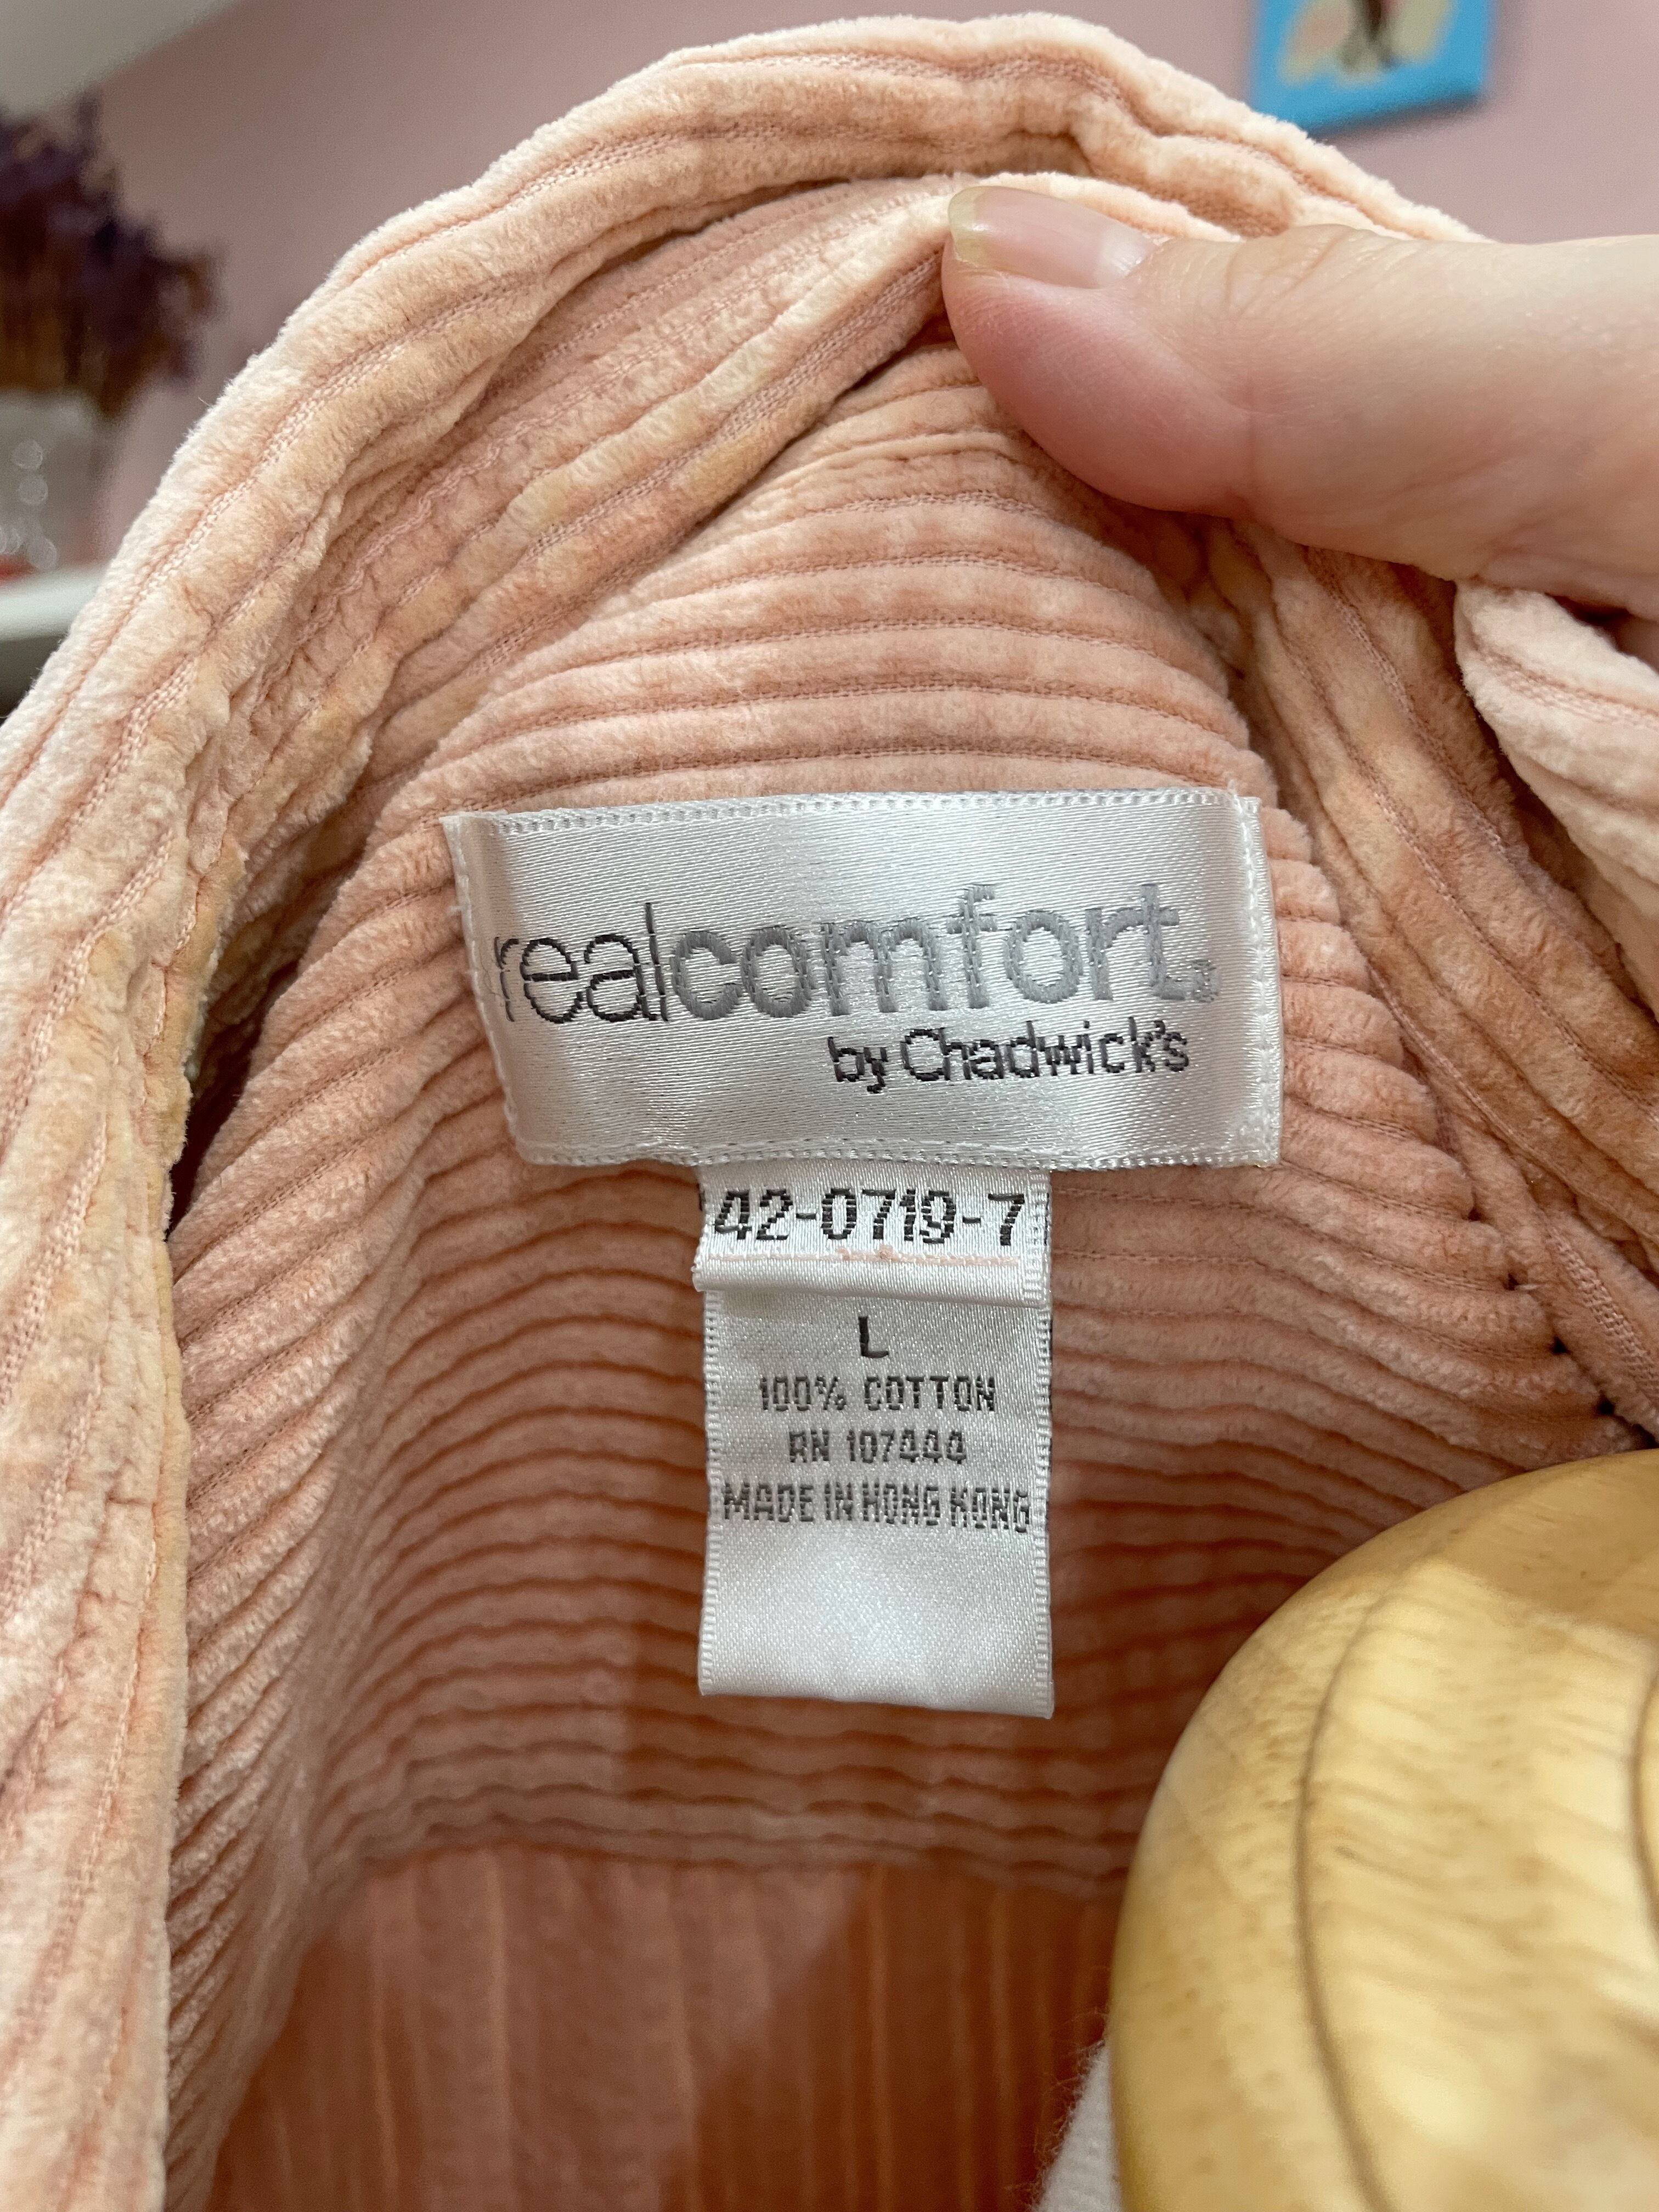 realcomfort.
by Chadwick's
42-0719-7
L
100% COTTON
RN 107444
MADE IN HONG KONG